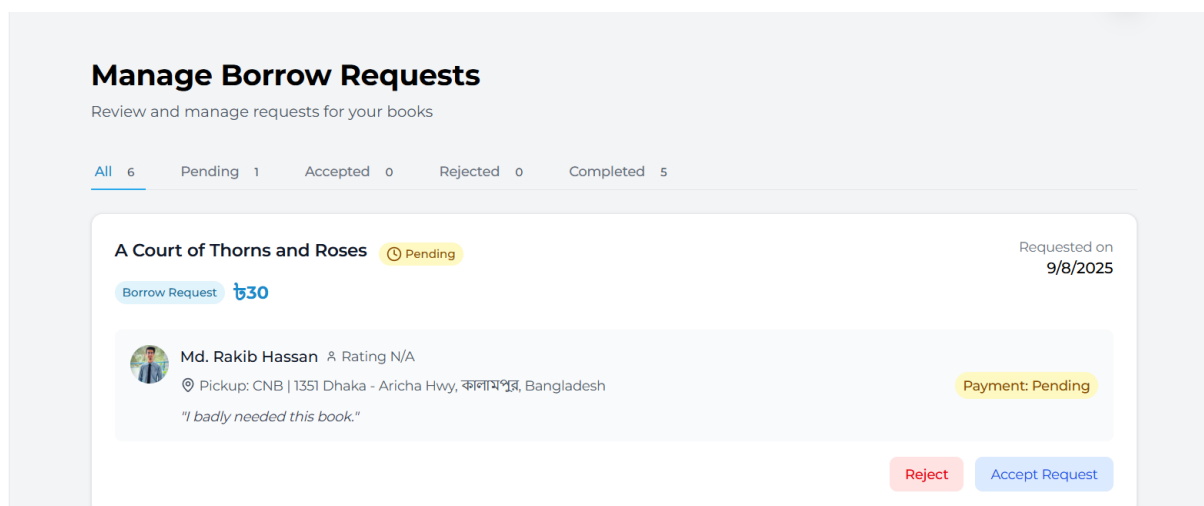 Manage Borrow Requests
Review and manage requests for your books
All 6 Pending 1 Accepted 0 Rejected 0 Completed 5
A Court of Thorns and Roses Pending
Requested on
9/8/2025
Borrow Request ৳30
Md. Rakib Hassan Rating N/A
Pickup: CNB | 1351 Dhaka - Aricha Hwy, কালামপুর, Bangladesh
Payment: Pending
"I badly needed this book."
Reject Accept Request